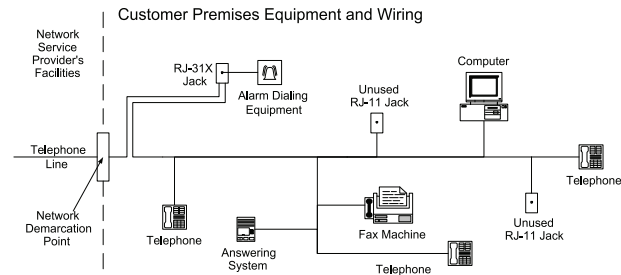 Customer Premises Equipment and Wiring
Network
Service
Provider's
Facilities
RJ-31X
Jack
Alarm Dialing
Equipment
Unused
RJ-11 Jack
Computer
Telephone
Line
Network
Demarcation
Point
Telephone
Answering
System
Fax Machine
Telephone
Unused
RJ-11 Jack
Telephone